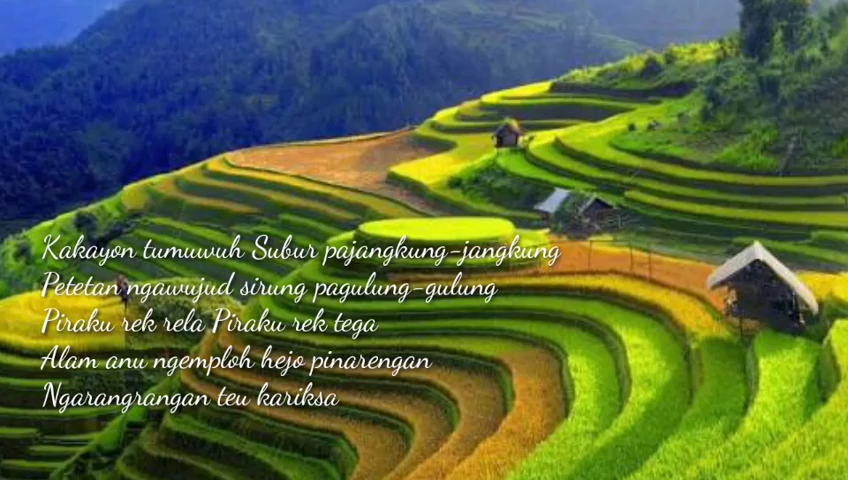 Kakayon tumuwuh Subur pajangkung-jangkung
Petetan ngawujud sirung pagulung-gulung
Piraku rek rela Piraku rek tega
Alam anu ngemploh hejo pinarengan
Ngarangrangan teu kariksa